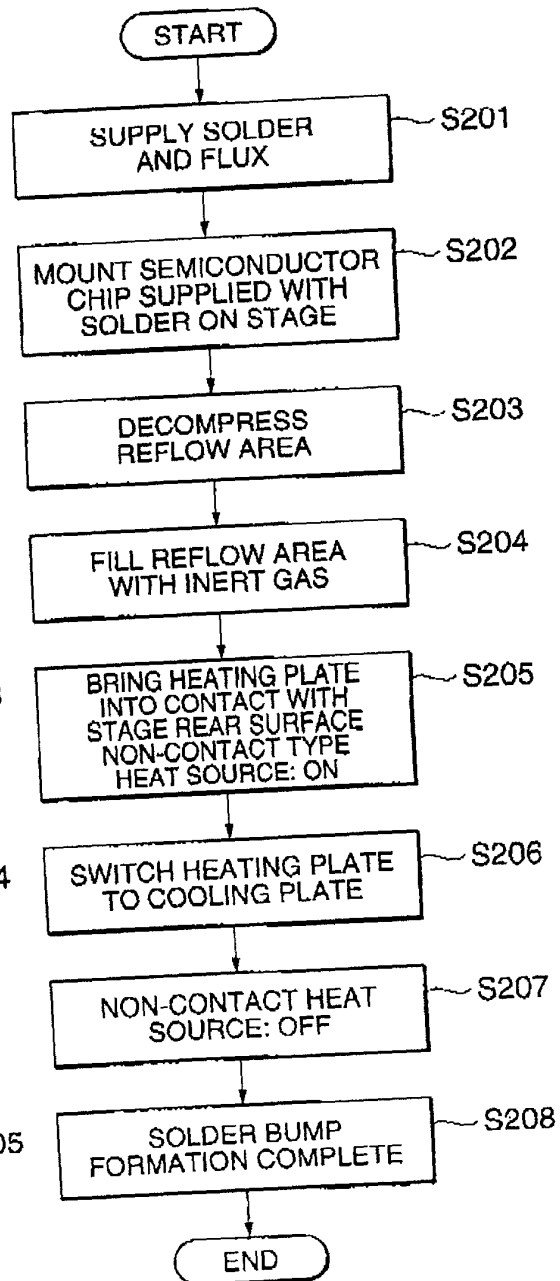 START
SUPPLY SOLDER
AND FLUX
S201
MOUNT SEMICONDUCTOR
CHIP SUPPLIED WITH
SOLDER ON STAGE
S202
DECOMPRESS
REFLOW AREA
S203
FILL REFLOW AREA
WITH INERT GAS
S204
BRING HEATING PLATE
INTO CONTACT WITH
STAGE REAR SURFACE
NON-CONTACT TYPE
HEAT SOURCE: ON
S205
SWITCH HEATING PLATE
TO COOLING PLATE
S206
4
NON-CONTACT HEAT
SOURCE: OFF
S207
SOLDER BUMP
FORMATION COMPLETE
S208
05
END